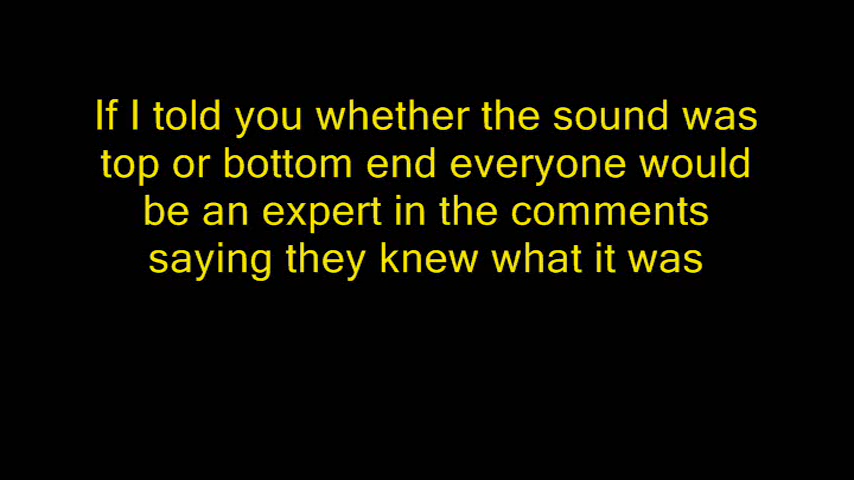 If I told you whether the sound was
top or bottom end everyone would
be an expert in the comments
saying they knew what it was